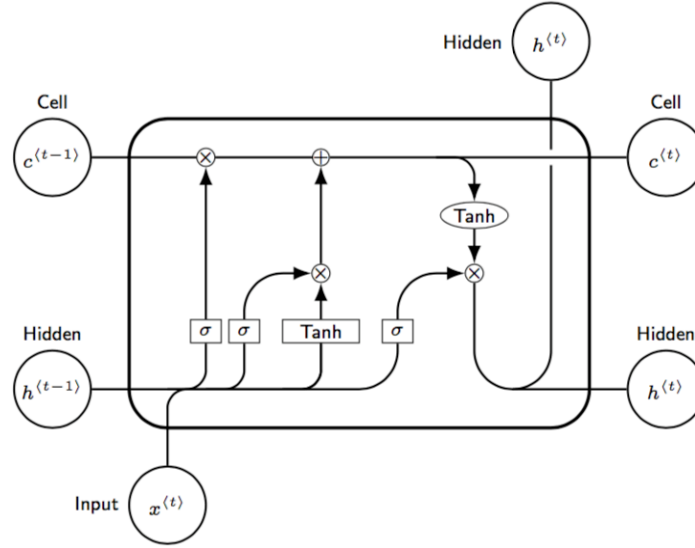 Hidden
h⟨t⟩
Cell
Cell
c⟨t−1⟩
× +
c⟨t⟩
Tanh
× ×
σ σ Tanh σ
Hidden
Hidden
h⟨t−1⟩
h⟨t⟩
Input
x⟨t⟩